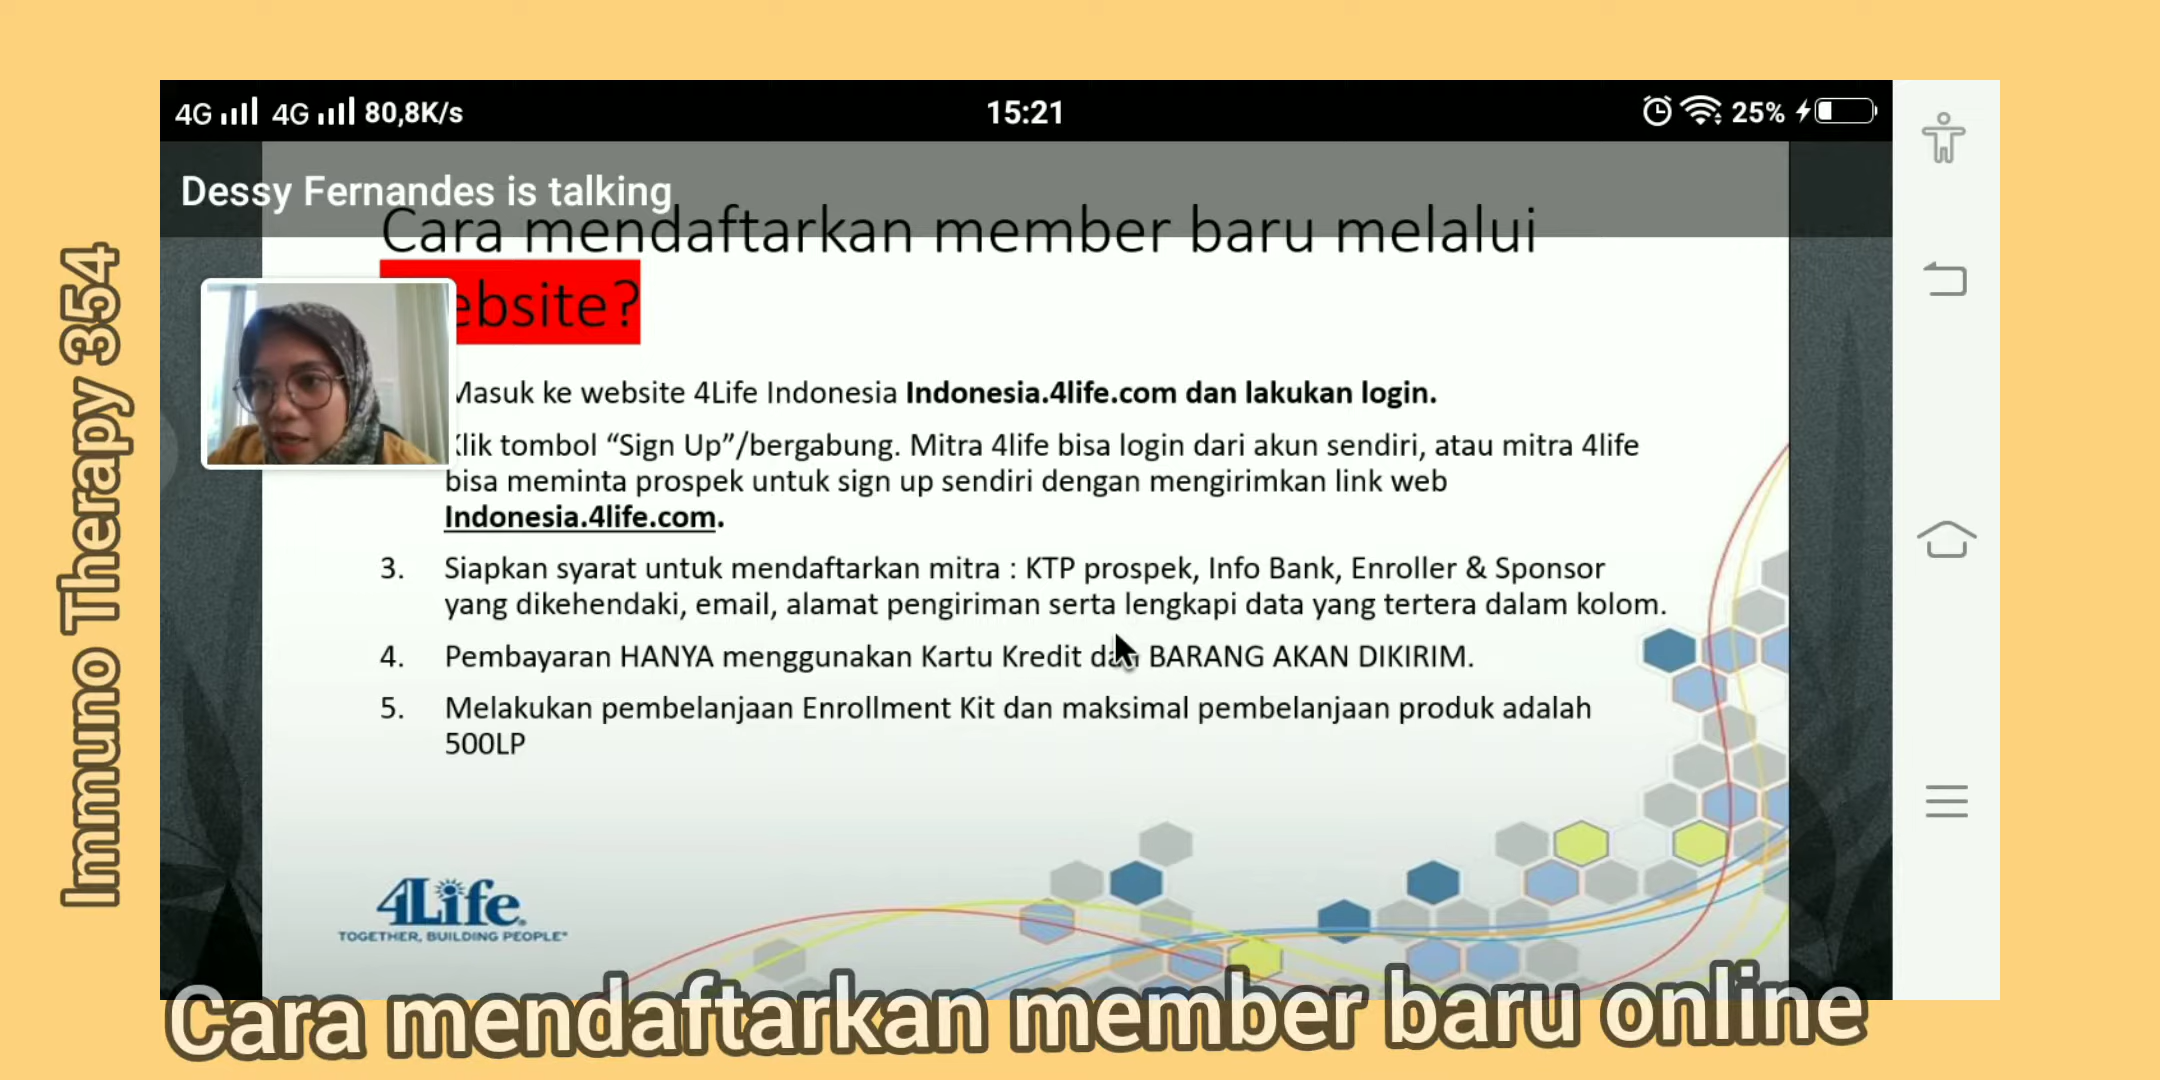 4G 4G 80,8K/s 15:21 25%
Dessy Fernandes is talking
Cara mendaftarkan member baru melalui
ebsite?
Masuk ke website 4Life Indonesia Indonesia.4life.com dan lakukan login.
Klik tombol “Sign Up”/bergabung. Mitra 4life bisa login dari akun sendiri, atau mitra 4life
bisa meminta prospek untuk sign up sendiri dengan mengirimkan link web
Indonesia.4life.com.
3. Siapkan syarat untuk mendaftarkan mitra : KTP prospek, Info Bank, Enroller & Sponsor
yang dikehendaki, email, alamat pengiriman serta lengkapi data yang tertera dalam kolom.
4. Pembayaran HANYA menggunakan Kartu Kredit dan BARANG AKAN DIKIRIM.
5. Melakukan pembelanjaan Enrollment Kit dan maksimal pembelanjaan produk adalah
500LP
4Life
TOGETHER, BUILDING PEOPLE
Cara mendaftarkan member baru online
Immuno Therapy 354